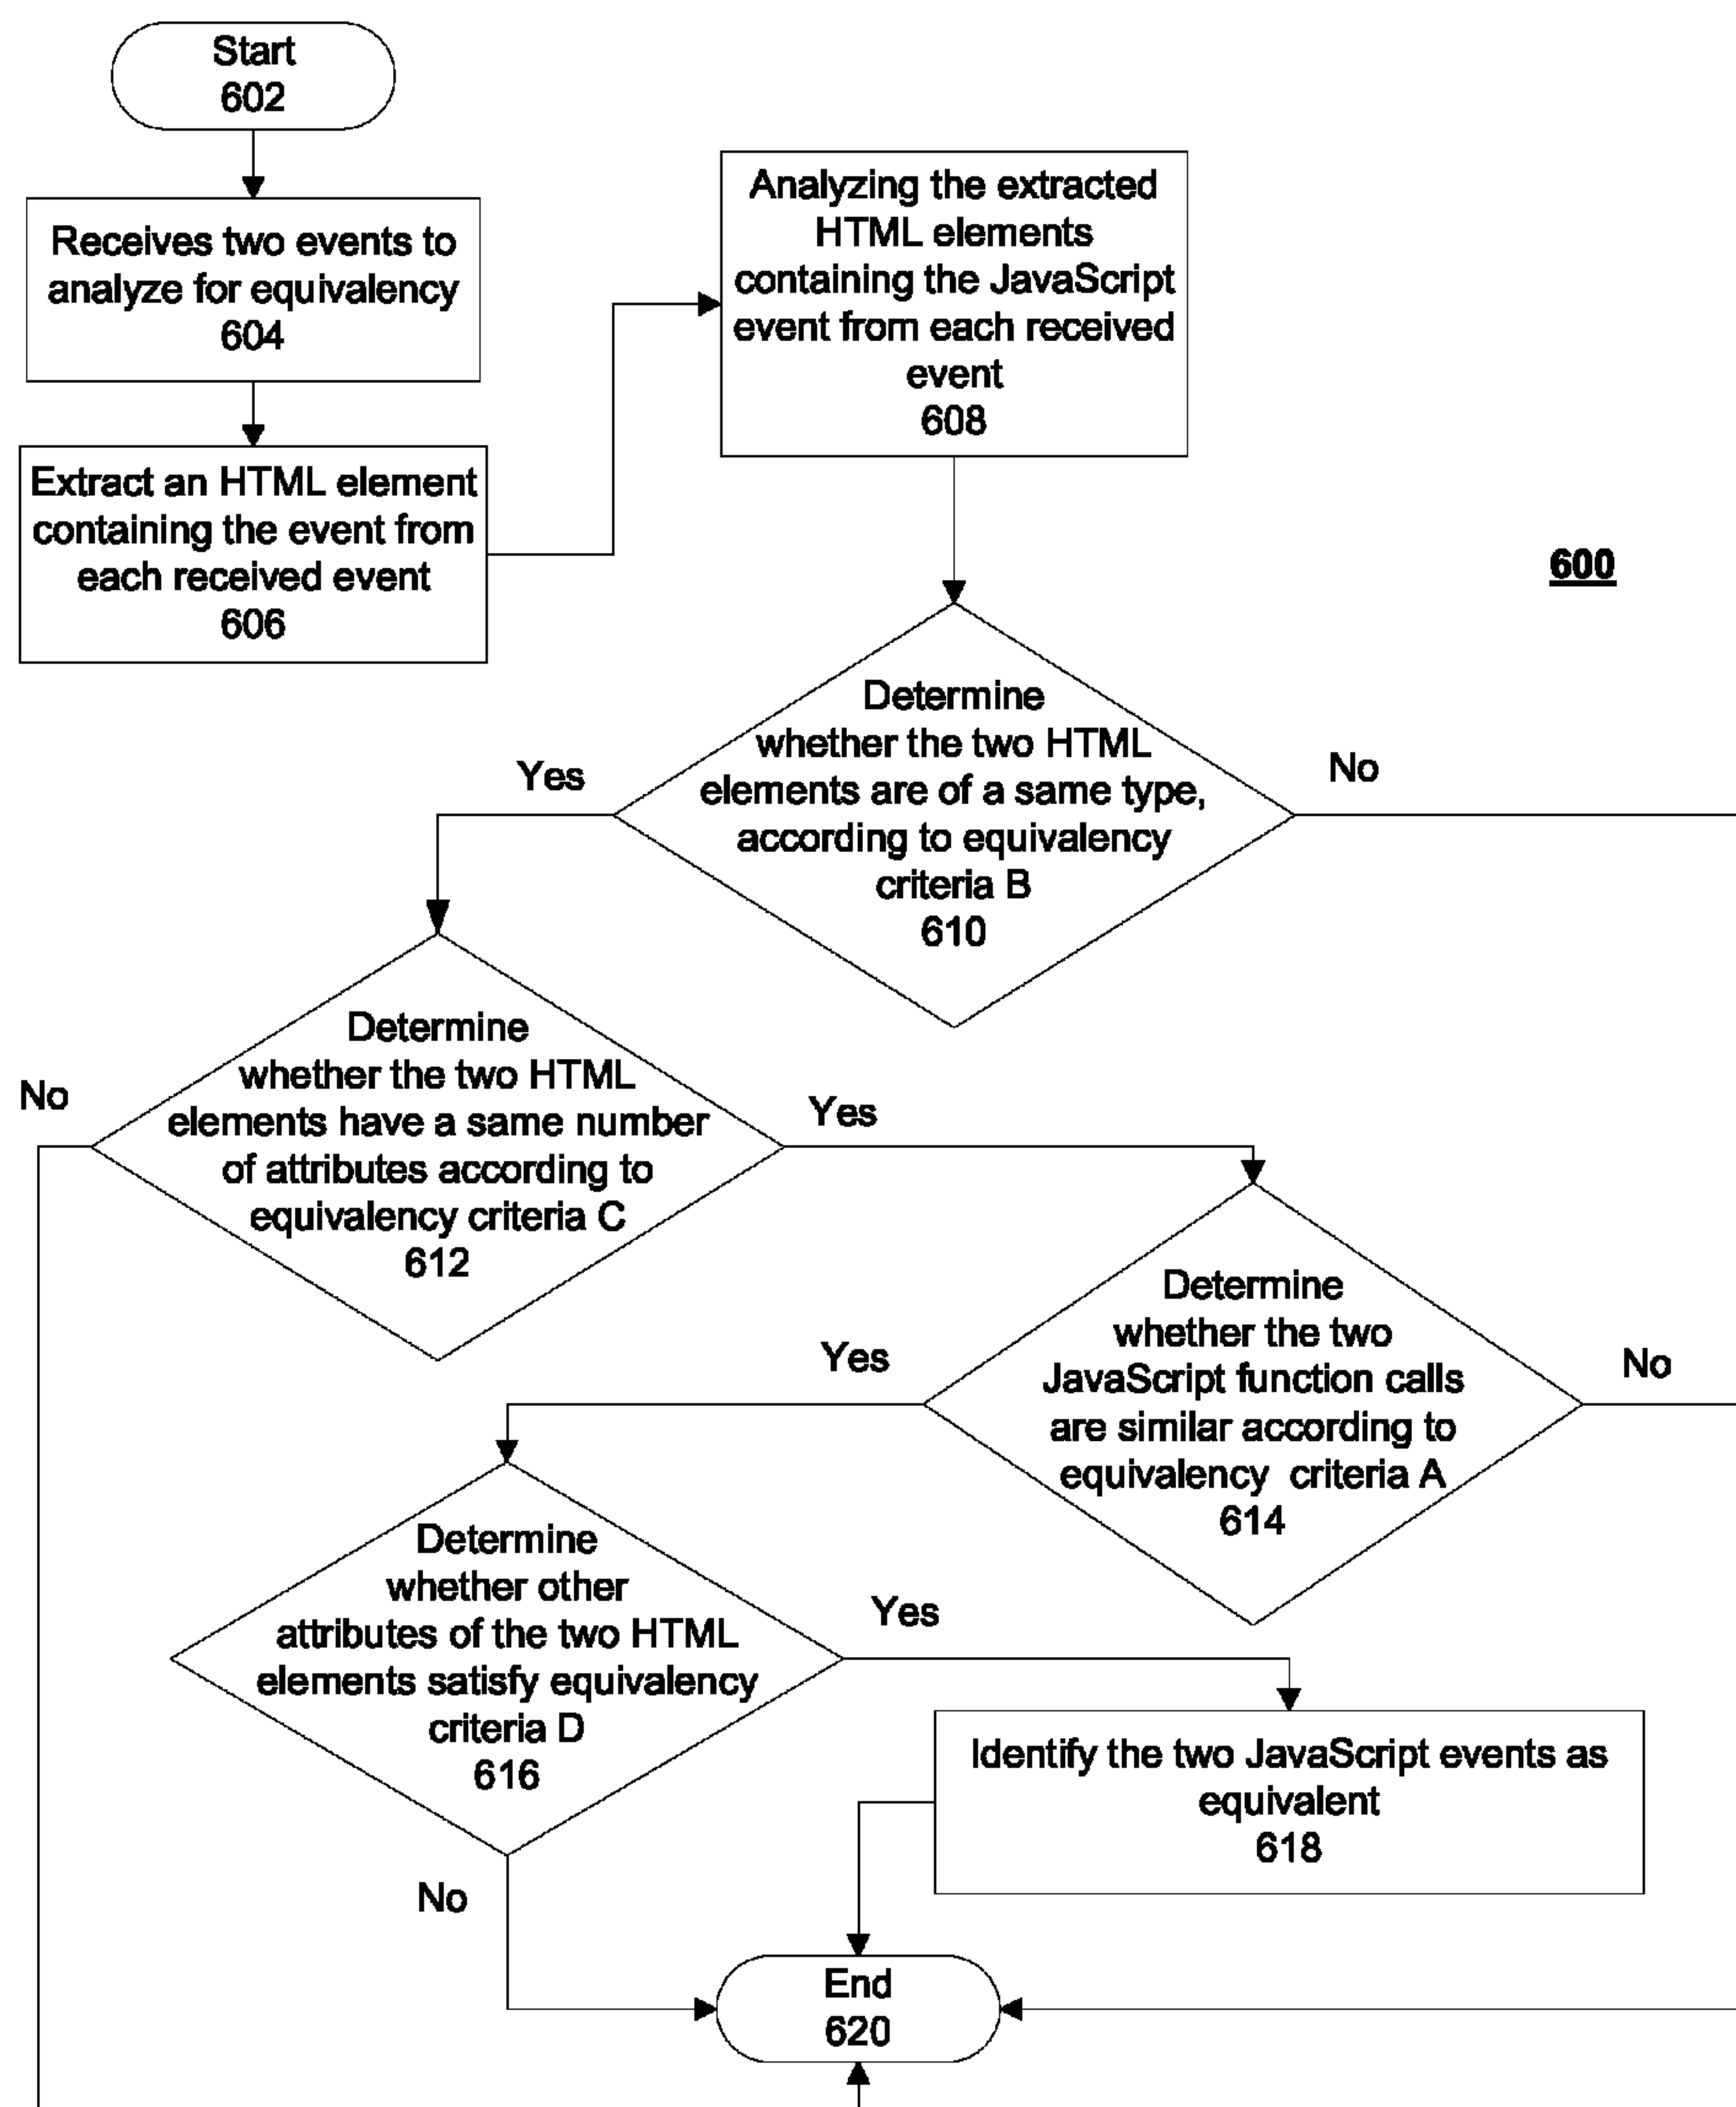 Start
602
Receives two events to
analyze for equivalency
604
Extract an HTML element
containing the event from
each received event
606
Analyzing the extracted
HTML elements
containing the JavaScript
event from each received
event
608
600
Determine
whether the two HTML
elements are of a same type,
according to equivalency
criteria B
610
Yes
No
Determine
whether the two HTML
elements have a same number
of attributes according to
equivalency criteria C
612
No
Yes
Determine
whether the two
JavaScript function calls
are similar according to
equivalency criteria A
614
Yes
No
Determine
whether other
attributes of the two HTML
elements satisfy equivalency
criteria D
616
Yes
No
Identify the two JavaScript events as
equivalent
618
End
620